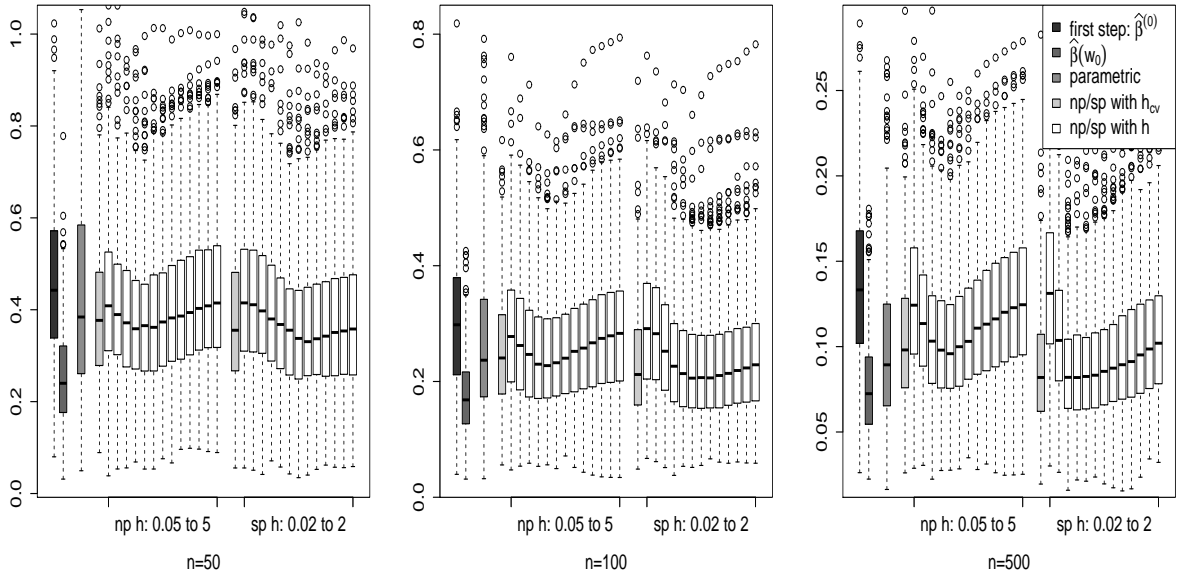 0.0
0.2
0.4
0.6
0.8
1.0
np h: 0.05 to 5
sp h: 0.02 to 2
n=50
0.0
0.2
0.4
0.6
0.8
np h: 0.05 to 5
sp h: 0.02 to 2
n=100
0.05
0.10
0.15
0.20
0.25
np h: 0.05 to 5
sp h: 0.02 to 2
n=500
first step: β̂⁽⁰⁾
β̂(w₀)
parametric
np/sp with h_cv
np/sp with h